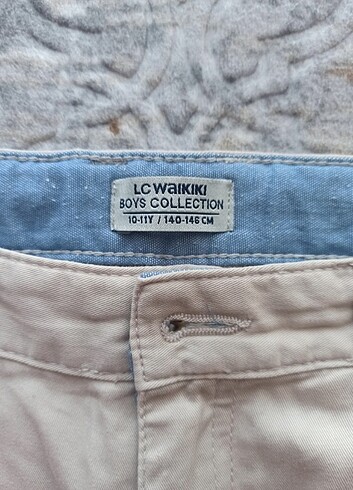 LC WAIKIKI
BOYS COLLECTION
10-11Y / 140-146 CM